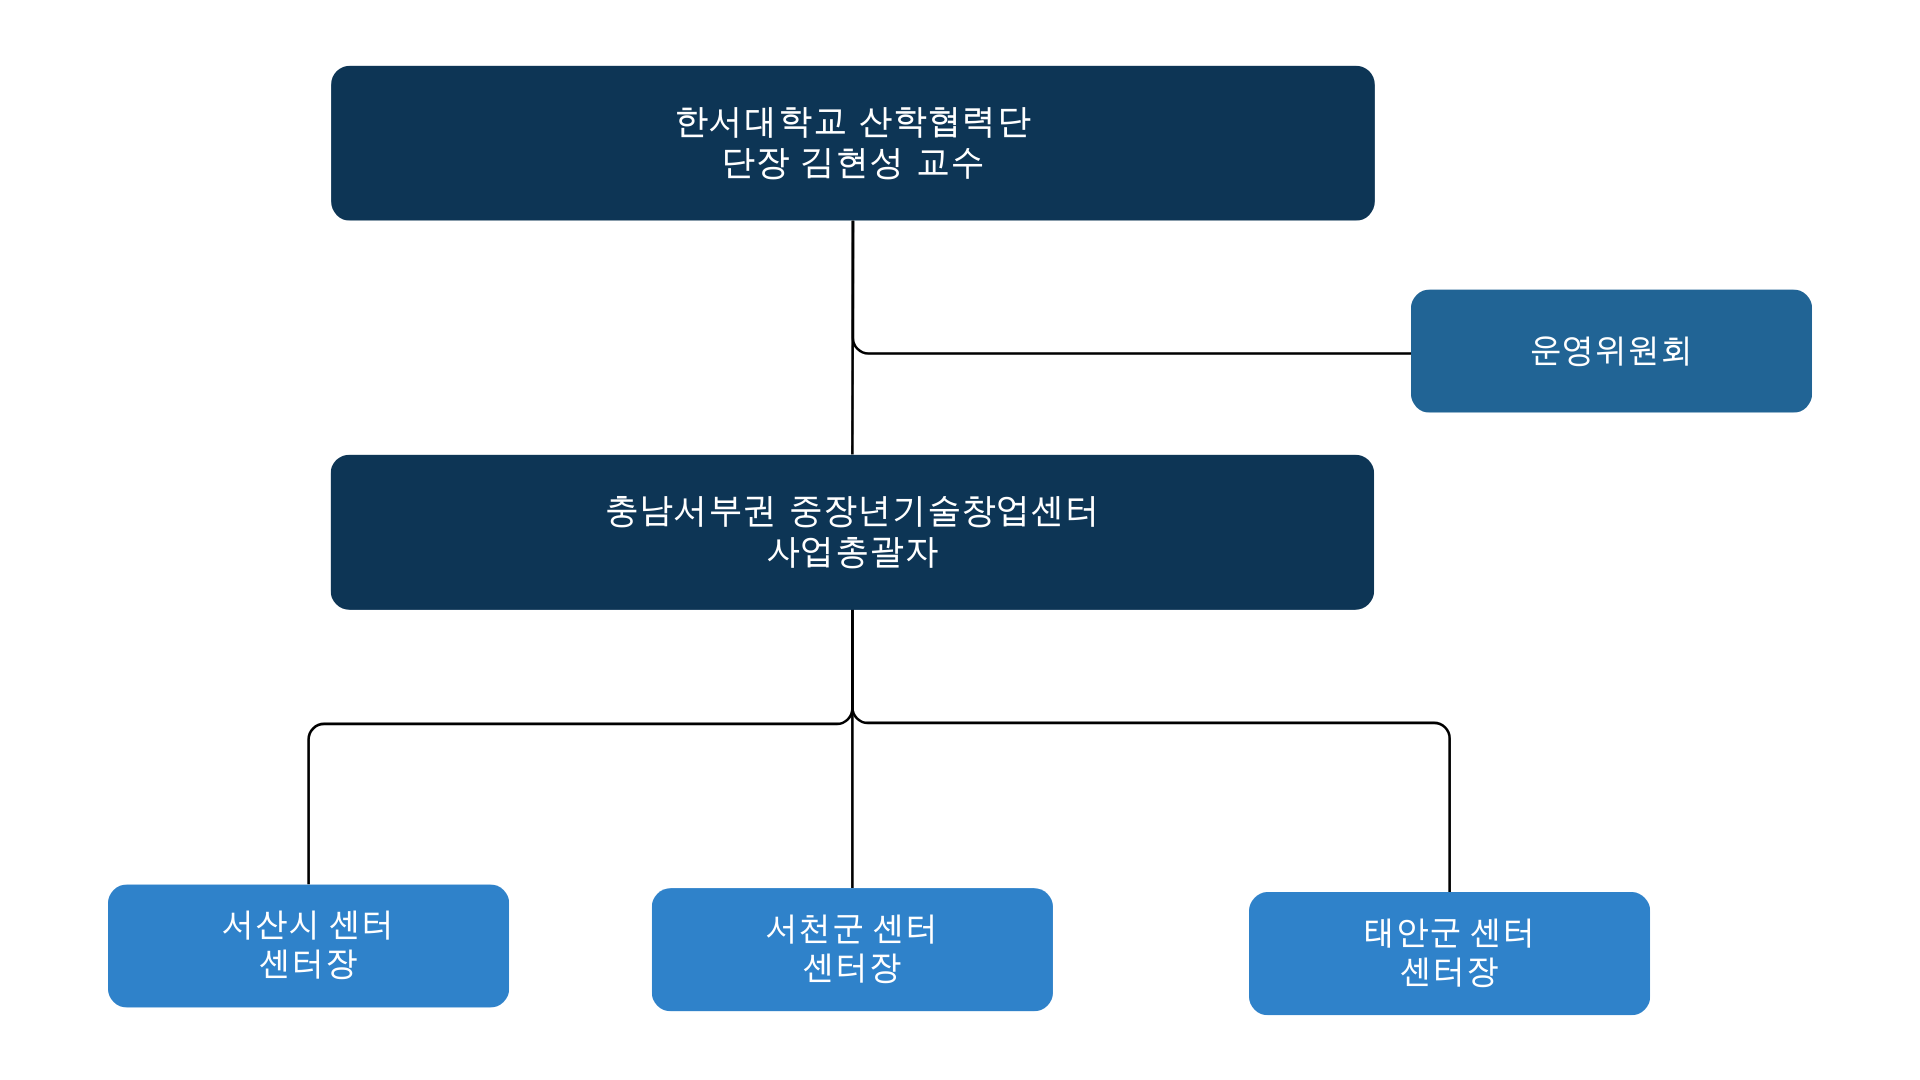 한서대학교 산학협력단
단장 김현성 교수
운영위원회
충남서부권 중장년기술창업센터
사업총괄자
서산시 센터
센터장
서천군 센터
센터장
태안군 센터
센터장